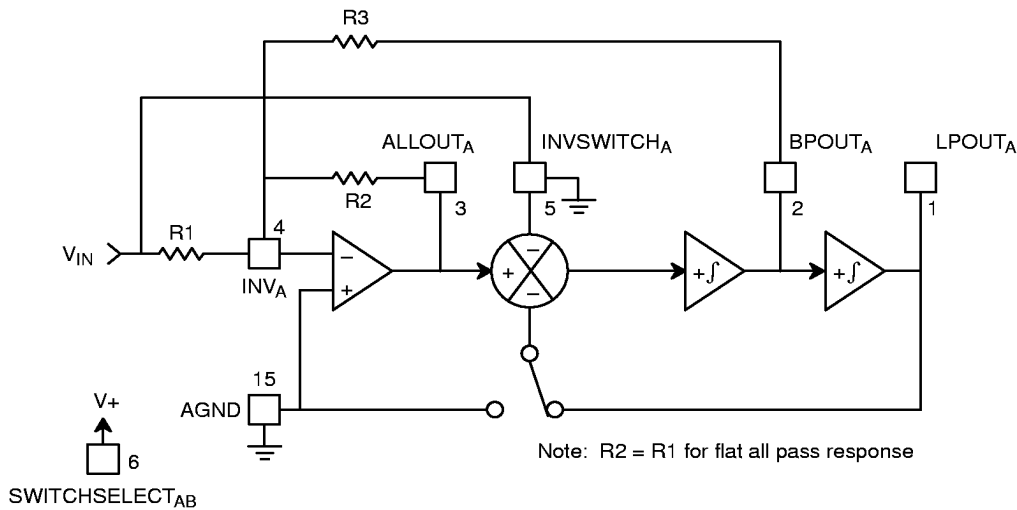 R3
ALLOUTA
INVSWITCHA
BPOUTA
LPOUTA
R2
3
5
2
1
VIN
R1
4
INVA
−
+
+
−
−
+∫
+∫
15
AGND
V+
6
SWITCHSELECTAB
Note: R2 = R1 for flat all pass response